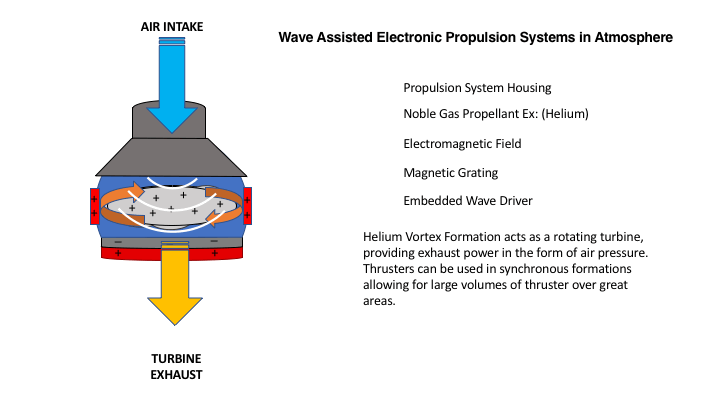 AIR INTAKE
Wave Assisted Electronic Propulsion Systems in Atmosphere
Propulsion System Housing
Noble Gas Propellant Ex: (Helium)
Electromagnetic Field
Magnetic Grating
Embedded Wave Driver
Helium Vortex Formation acts as a rotating turbine,
providing exhaust power in the form of air pressure.
Thrusters can be used in synchronous formations
allowing for large volumes of thruster over great
areas.
TURBINE
EXHAUST